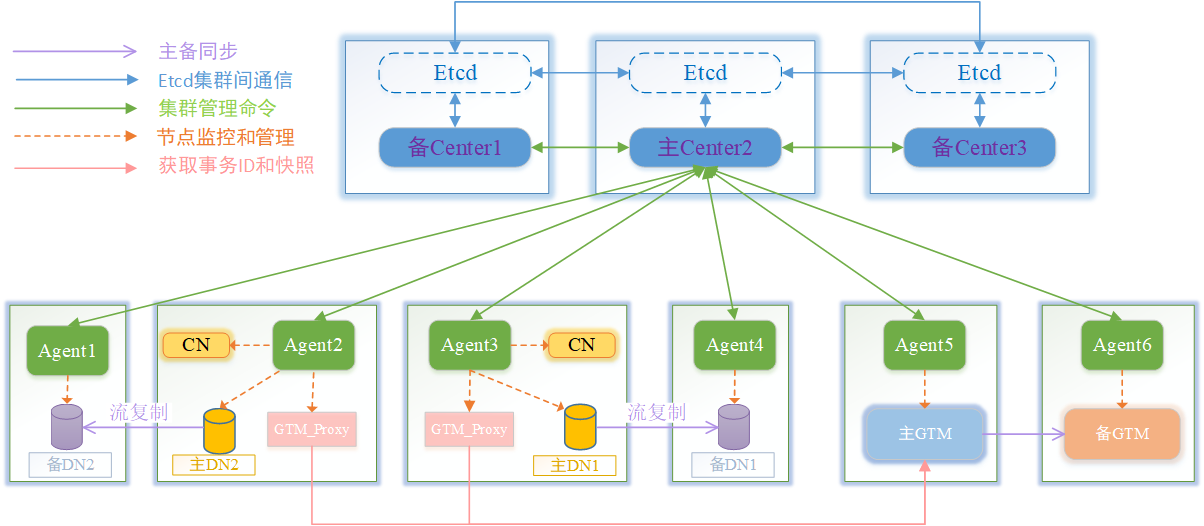 主备同步
Etcd集群间通信
集群管理命令
节点监控和管理
获取事务ID和快照
Etcd
Etcd
Etcd
备Center1
主Center2
备Center3
Agent1
CN
Agent2
Agent3
CN
Agent4
Agent5
Agent6
流复制
GTM_Proxy
GTM_Proxy
流复制
主GTM
备GTM
备DN2
主DN2
主DN1
备DN1